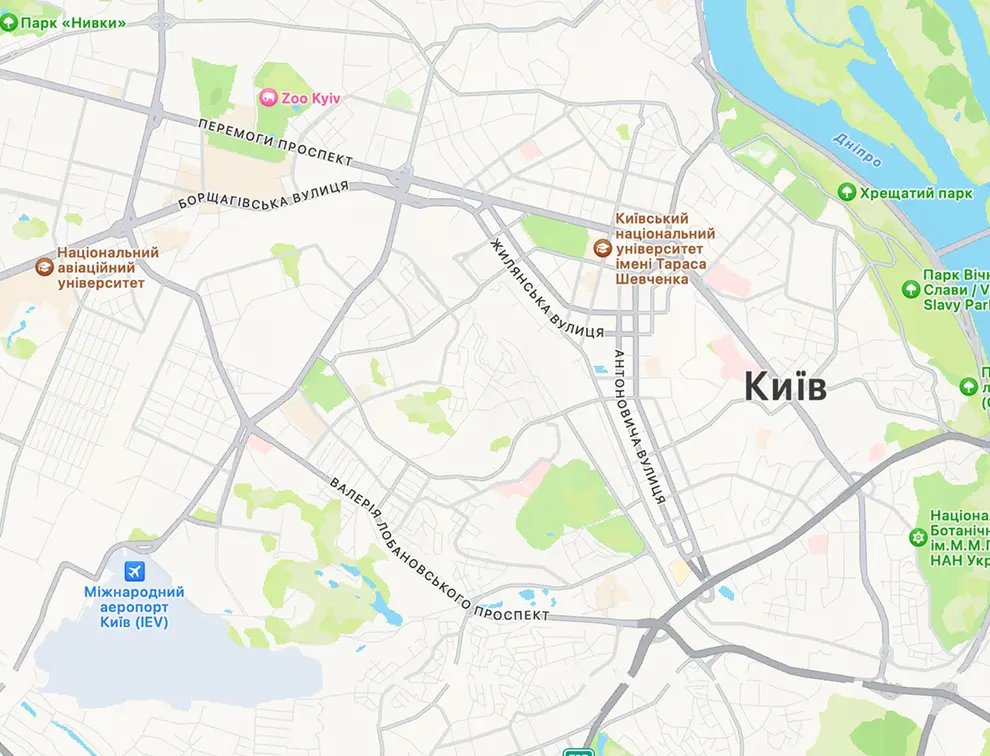 Парк «Нивки»
Zoo Kyiv
ПЕРЕМОГИ ПРОСПЕКТ
Дніпро
БОРЩАГІВСЬКА ВУЛИЦЯ
Хрещатий парк
Київський
національний
університет
імені Тараса
Шевченка
Національний
авіаційний
університет
ЖИЛЯНСЬКА ВУЛИЦЯ
Парк Вічн
Слави / V
Slavy Park
АНТОНОВИЧА ВУЛИЦЯ
Київ
П
л
(С
ВАЛЕРІЯ ЛОБАНОВСЬКОГО ПРОСПЕКТ
Націона
Ботанічн
ім.М.М.Г
НАН Укр
Міжнародний
аеропорт
Київ (IEV)